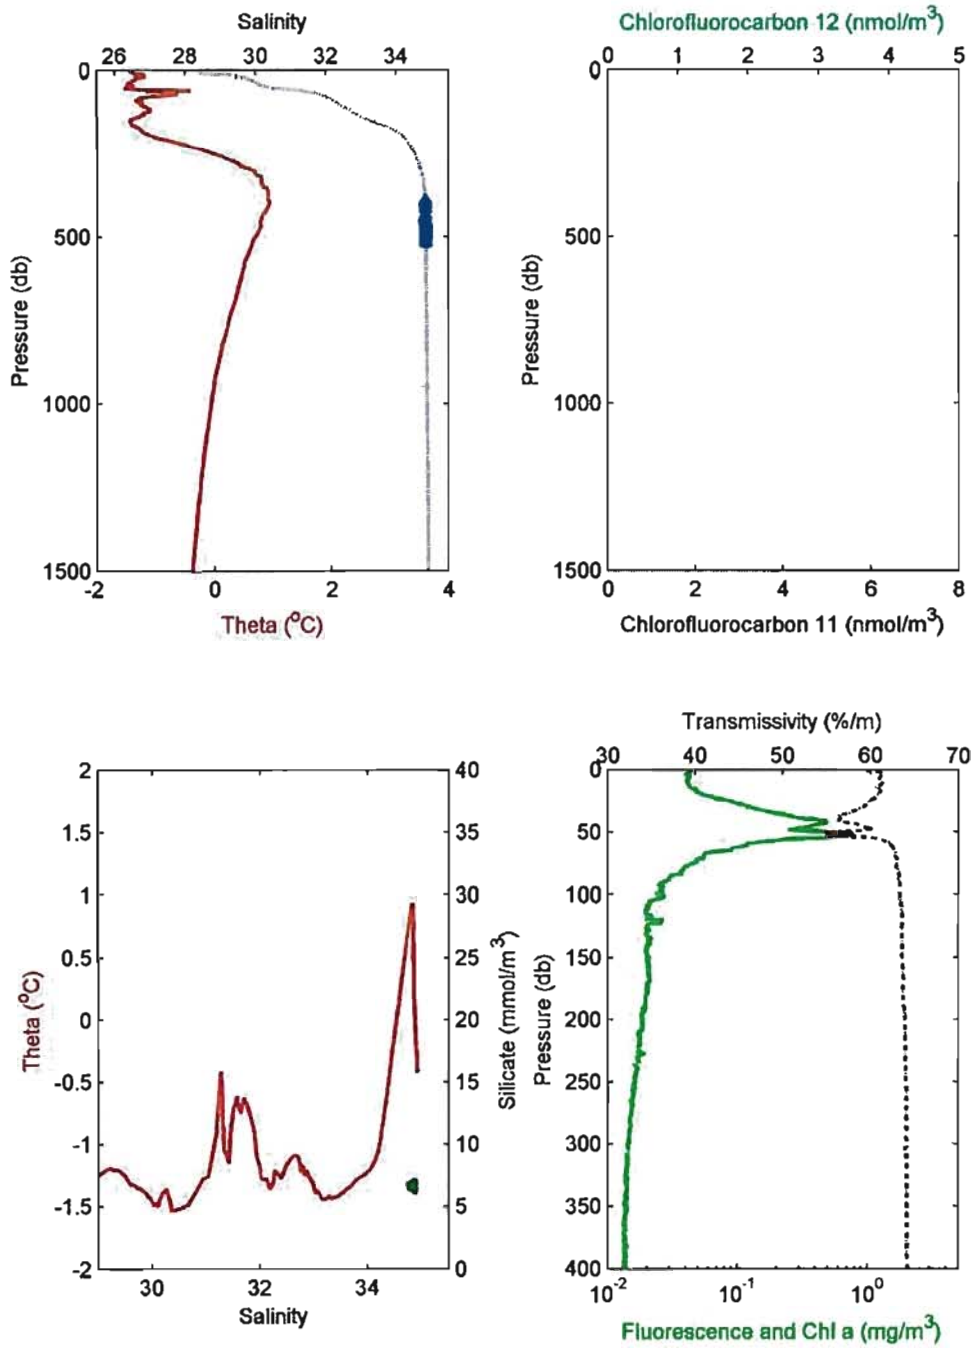 Salinity
26 28 30 32 34
0
500
1000
1500
Pressure (db)
-2 0 2 4
Theta (°C)
Chlorofluorocarbon 12 (nmol/m³)
0 1 2 3 4 5
0
500
1000
1500
Pressure (db)
0 2 4 6 8
Chlorofluorocarbon 11 (nmol/m³)
2
1.5
1
0.5
0
-0.5
-1
-1.5
-2
Theta (°C)
40
35
30
25
20
15
10
5
0
Silicate (mmol/m³)
30 32 34
Salinity
Transmissivity (%/m)
30 40 50 60 70
0
50
100
150
200
250
300
350
400
Pressure (db)
10⁻² 10⁻¹ 10⁰
Fluorescence and Chl a (mg/m³)